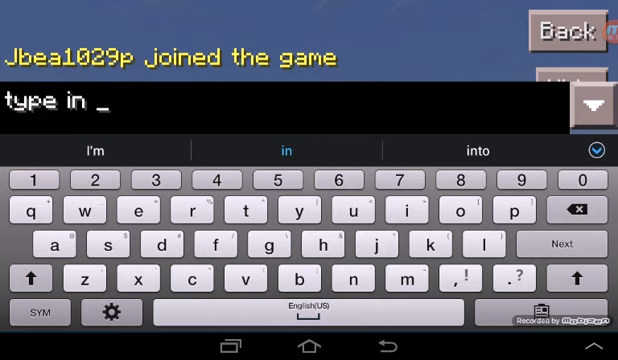 Back
Jbea1029p joined the game
type in _
I'm in into
1 2 3 4 5 6 7 8 9 0
q w e r t y u i o p
a s d f g h j k l Next
z x c v b n m , ! . ?
SYM English(US)
Recorded by Mobizen